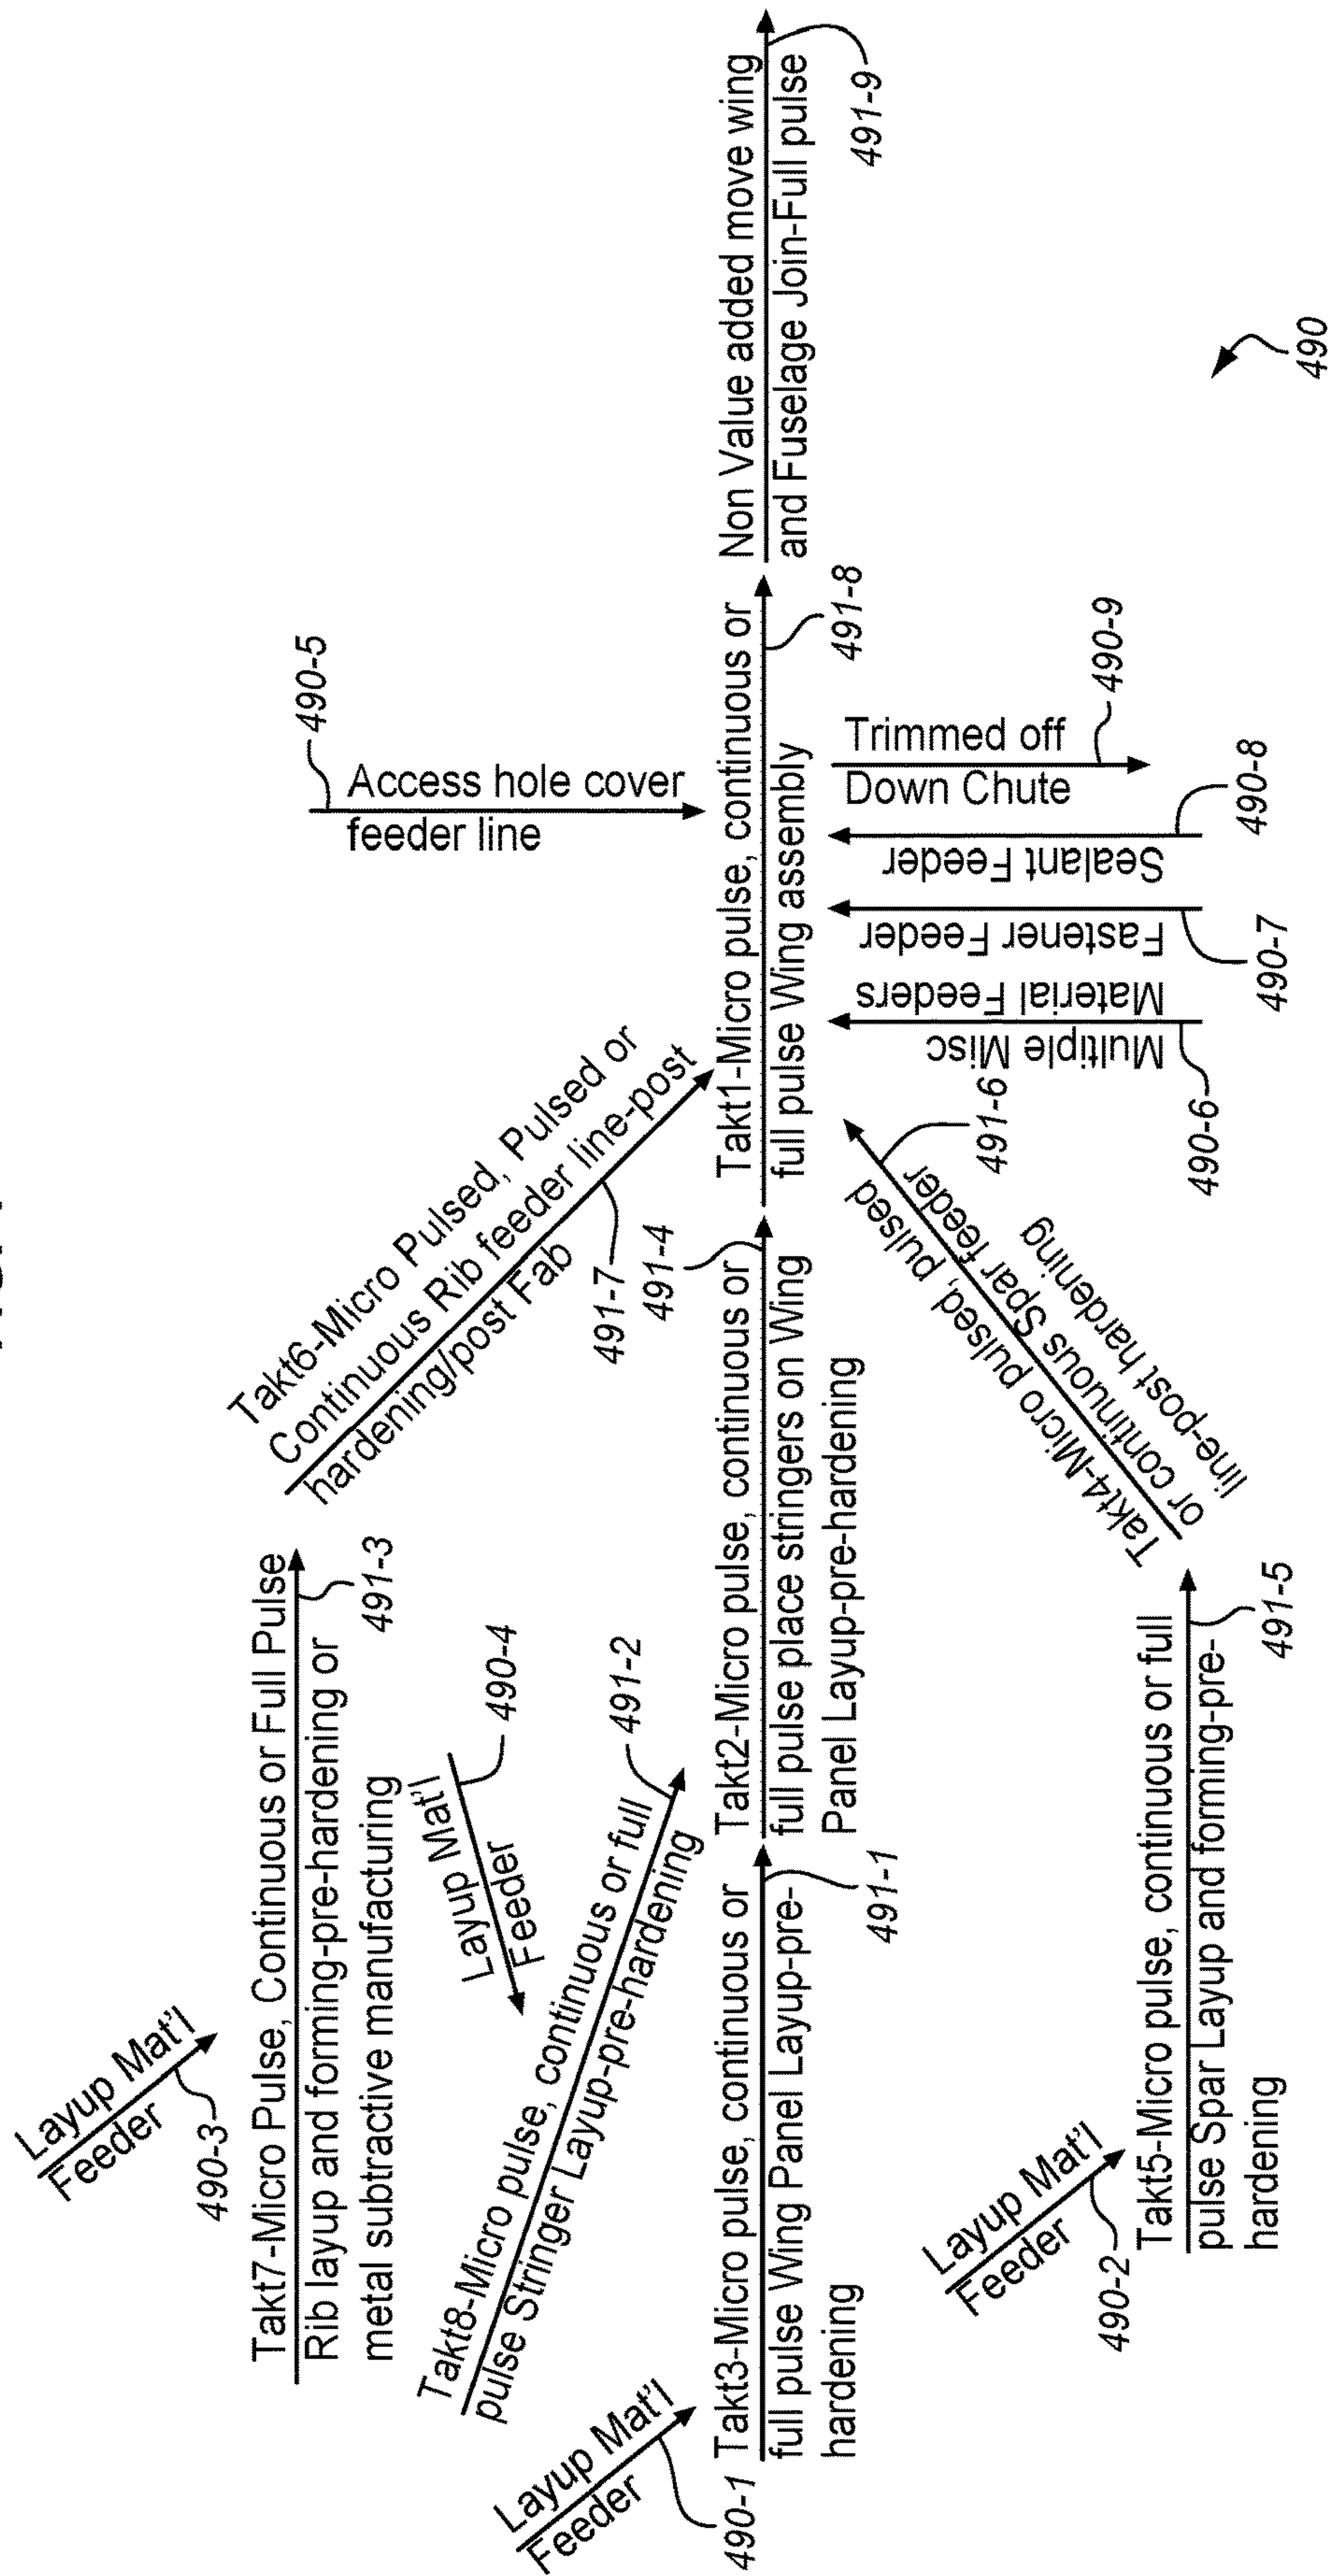 Layup Mat'l
Feeder
490-3
Takt7-Micro Pulse, Continuous or Full Pulse
Rib layup and forming-pre-hardening or
metal subtractive manufacturing
491-3
Layup Mat'l
Feeder
490-4
Takt8-Micro pulse, continuous or full
pulse Stringer Layup-pre-hardening
491-2
Layup Mat'l
Feeder
490-1
Takt3-Micro pulse, continuous or
full pulse Wing Panel Layup-pre-
hardening
491-1
Takt2-Micro pulse, continuous or
full pulse place stringers on Wing
Panel Layup-pre-hardening
491-4
Takt6-Micro Pulsed, Pulsed or
Continuous Rib feeder line-post
hardening/post Fab
491-7
Layup Mat'l
Feeder
490-2
Takt5-Micro pulse, continuous or full
pulse Spar Layup and forming-pre-
hardening
491-5
Takt4-Micro pulsed, pulsed
or continuous Spar feeder
line-post hardening
491-6
Access hole cover
feeder line
490-5
Takt1-Micro pulse, continuous or
full pulse Wing assembly
491-8
Multiple Misc
Material Feeders
490-6
Fastener Feeder
490-7
Sealant Feeder
490-8
Trimmed off
Down Chute
490-9
Non Value added move wing
and Fuselage Join-Full pulse
491-9
490